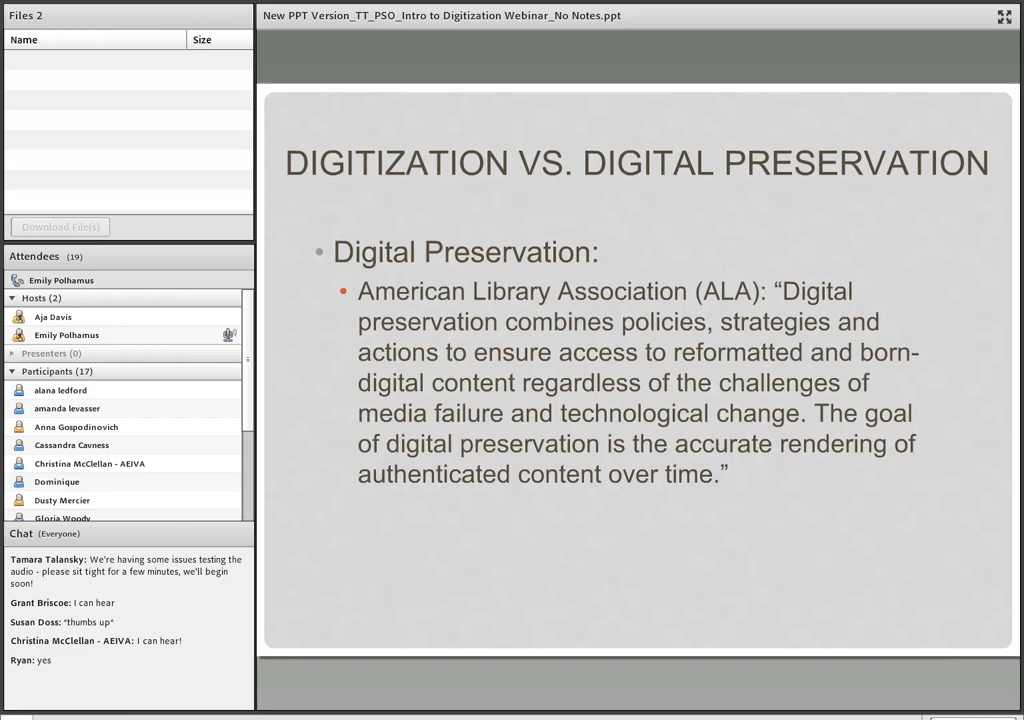 Files 2
Name Size
Download File(s)
Attendees (19)
Emily Polhamus
Hosts (2)
Aja Davis
Emily Polhamus
Presenters (0)
Participants (17)
alana ledford
amanda levasser
Anna Gospodinovich
Cassandra Cavness
Christina McClellan - AEIVA
Dominique
Dusty Mercier
Gloria Woody
Chat (Everyone)
Tamara Talansky: We're having some issues testing the
audio - please sit tight for a few minutes, we'll begin
soon!
Grant Briscoe: I can hear
Susan Doss: *thumbs up*
Christina McClellan - AEIVA: I can hear!
Ryan: yes
New PPT Version_TT_PSO_Intro to Digitization Webinar_No Notes.ppt
DIGITIZATION VS. DIGITAL PRESERVATION
• Digital Preservation:
• American Library Association (ALA): “Digital
preservation combines policies, strategies and
actions to ensure access to reformatted and born-
digital content regardless of the challenges of
media failure and technological change. The goal
of digital preservation is the accurate rendering of
authenticated content over time.”